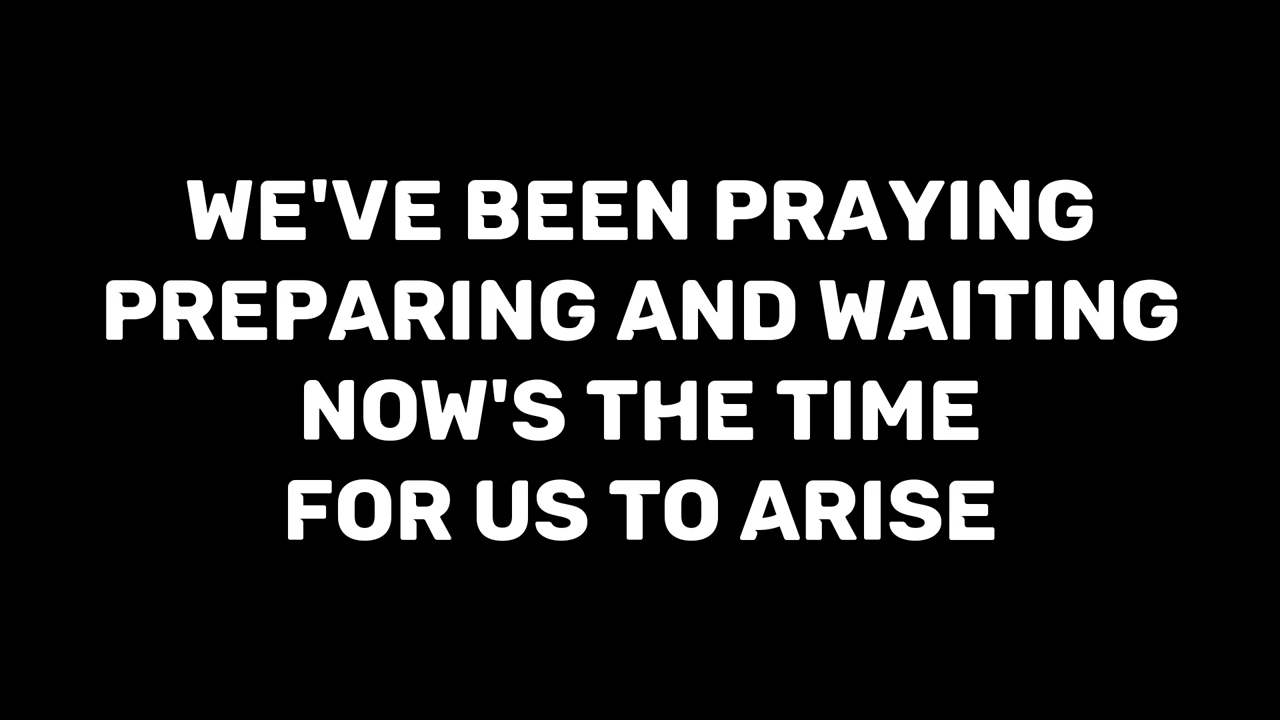 WE'VE BEEN PRAYING
PREPARING AND WAITING
NOW'S THE TIME
FOR US TO ARISE